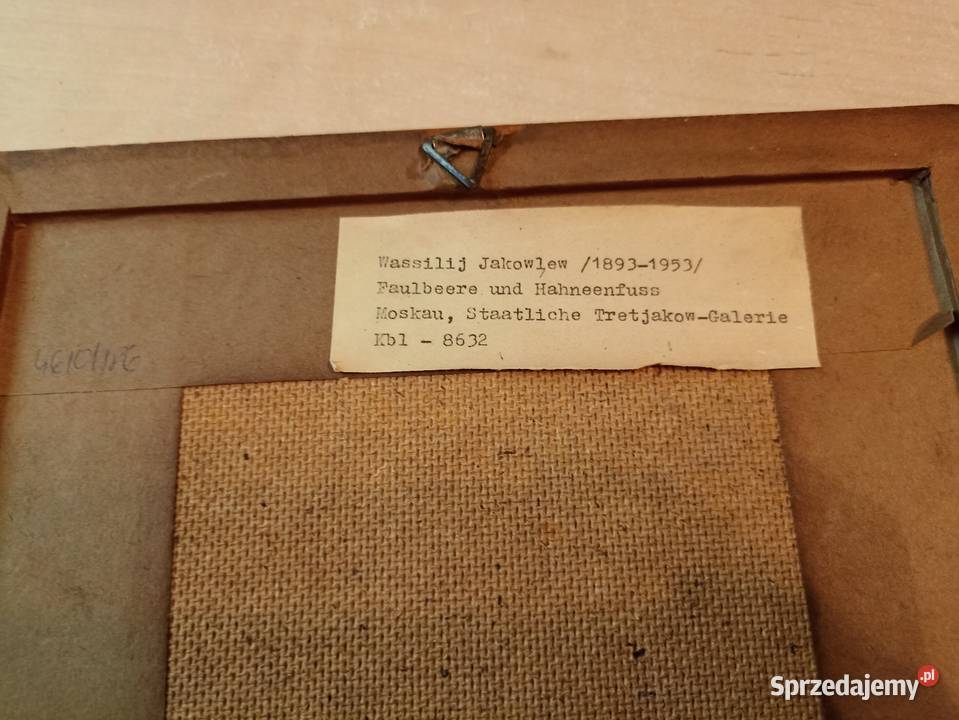 Wassilij Jakowlew /1893-1953/
Faulbeere und Hahneenfuss
Moskau, Staatliche Tretjakow-Galerie
Kbl - 8632
Sprzedajemy.pl